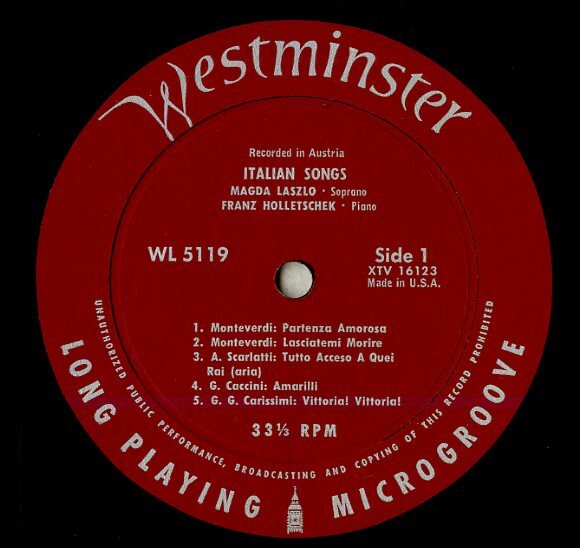 Westminster
Recorded in Austria
ITALIAN SONGS
MAGDA LASZLO · Soprano
FRANZ HOLLETSCHEK · Piano
WL 5119
Side 1
XTV 16123
Made in U.S.A.
1. Monteverdi: Partenza Amorosa
2. Monteverdi: Lasciatemi Morire
3. A. Scarlatti: Tutto Acceso A Quei
Rai (aria)
4. G. Caccini: Amarilli
5. G. G. Carissimi: Vittoria! Vittoria!
33⅓ RPM
UNAUTHORIZED PUBLIC PERFORMANCE, BROADCASTING AND COPYING OF THIS RECORD PROHIBITED
LONG PLAYING MICROGROOVE